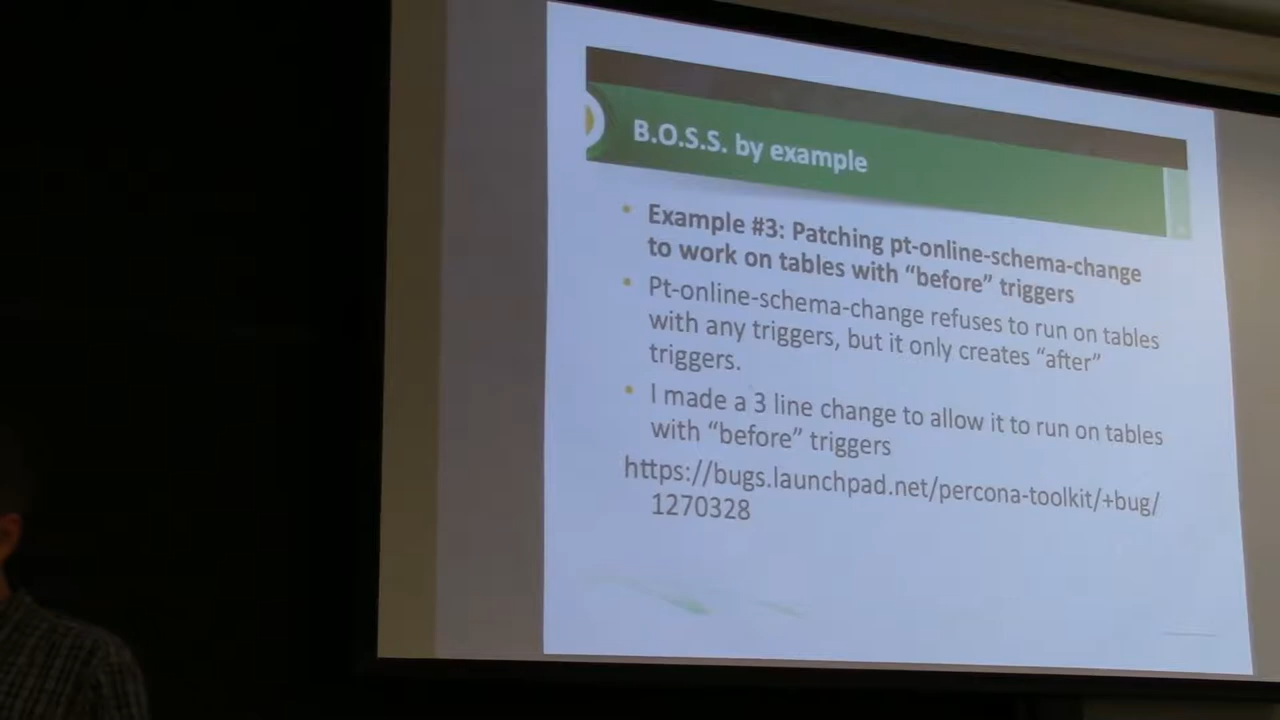 B.O.S.S. by example
• Example #3: Patching pt-online-schema-change
to work on tables with “before” triggers
• Pt-online-schema-change refuses to run on tables
with any triggers, but it only creates “after”
triggers.
• I made a 3 line change to allow it to run on tables
with “before” triggers
https://bugs.launchpad.net/percona-toolkit/+bug/
1270328